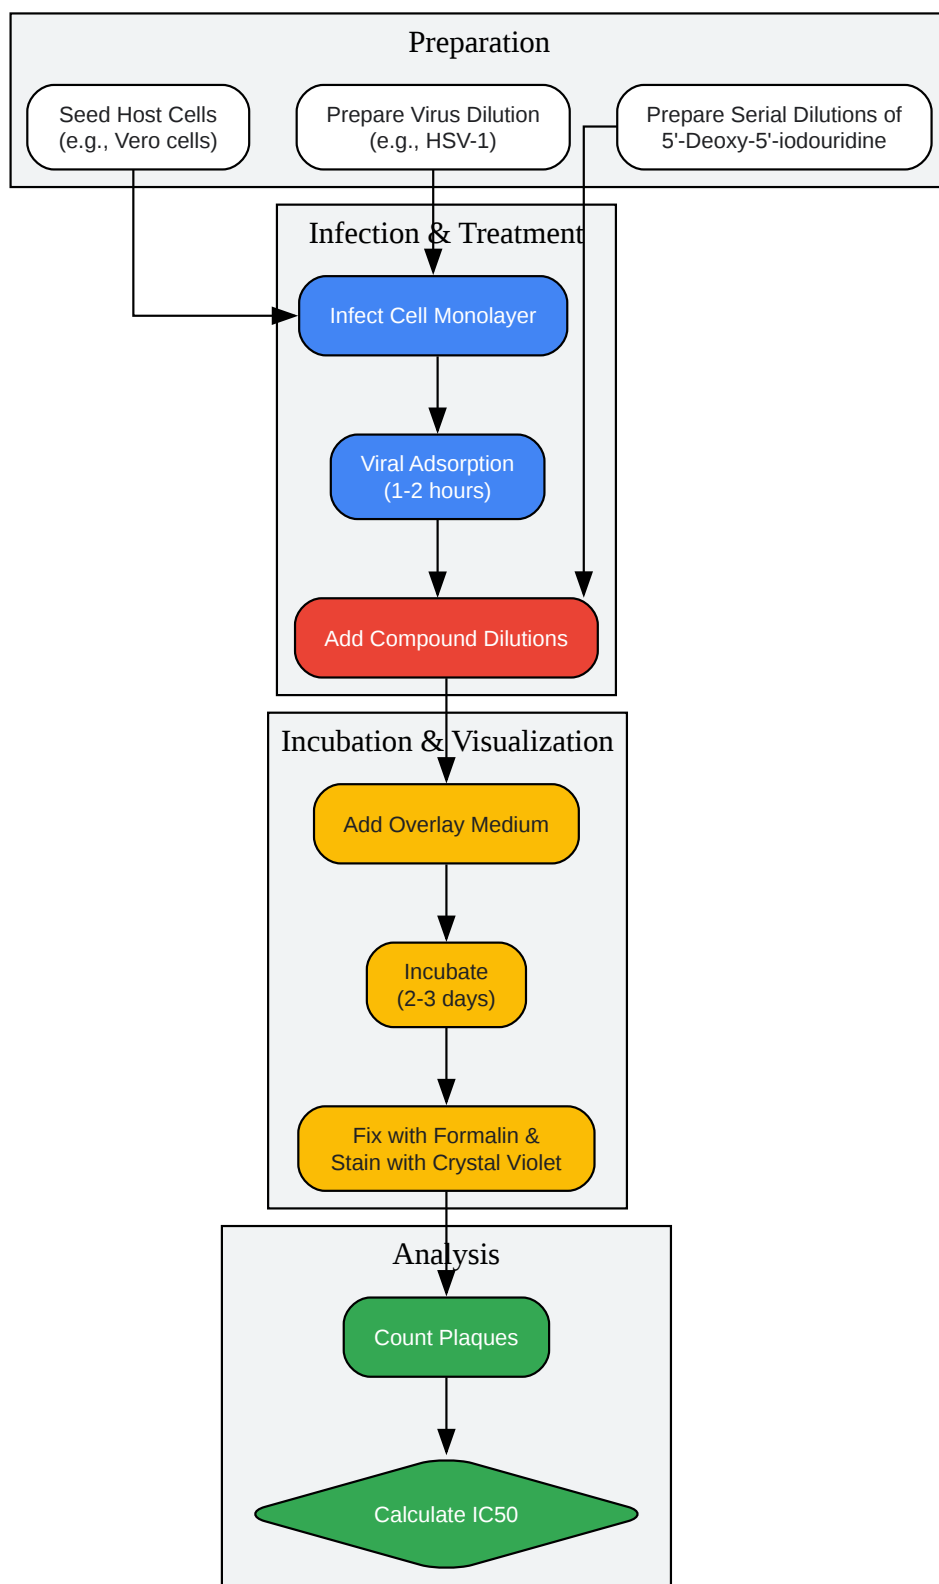 Preparation
Seed Host Cells
(e.g., Vero cells)
Prepare Virus Dilution
(e.g., HSV-1)
Prepare Serial Dilutions of
5'-Deoxy-5'-iodouridine
Infection & Treatment
Infect Cell Monolayer
Viral Adsorption
(1-2 hours)
Add Compound Dilutions
Incubation & Visualization
Add Overlay Medium
Incubate
(2-3 days)
Fix with Formalin &
Stain with Crystal Violet
Analysis
Count Plaques
Calculate IC50